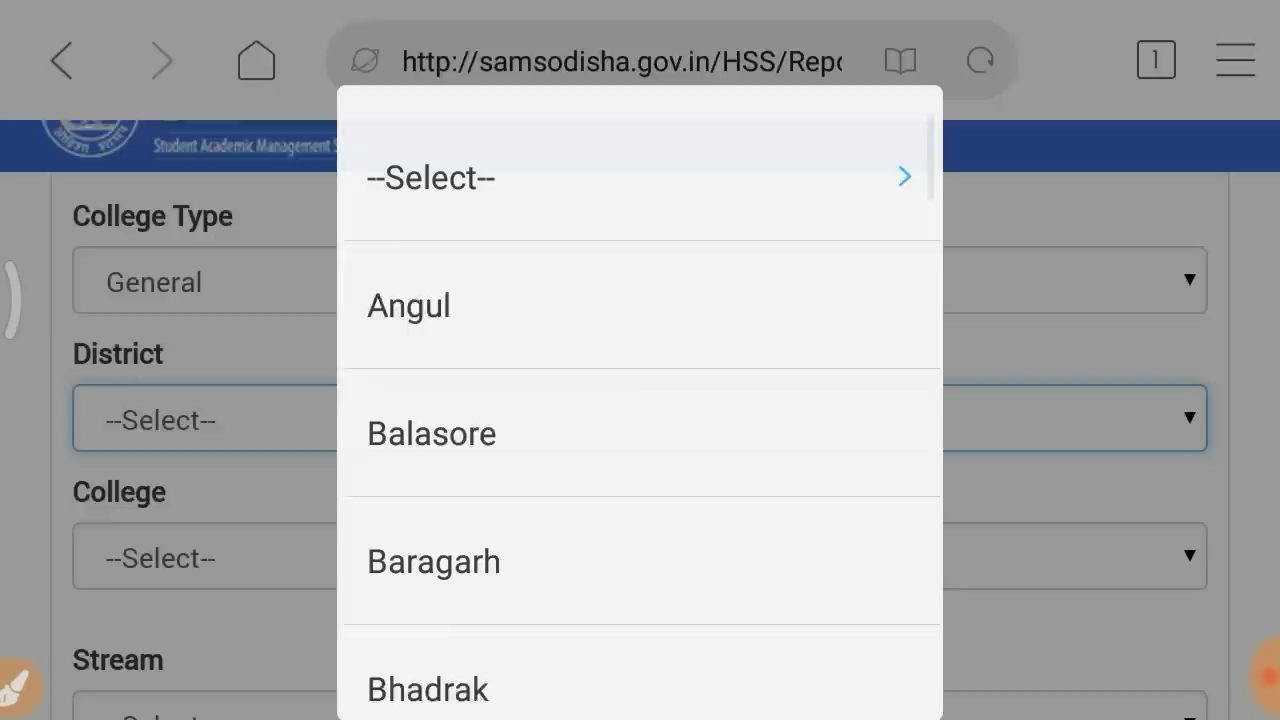 http://samsodisha.gov.in/HSS/Repo
1
Student Academic Management S
College Type
General
District
--Select--
College
--Select--
Stream
--Select--
Angul
Balasore
Baragarh
Bhadrak